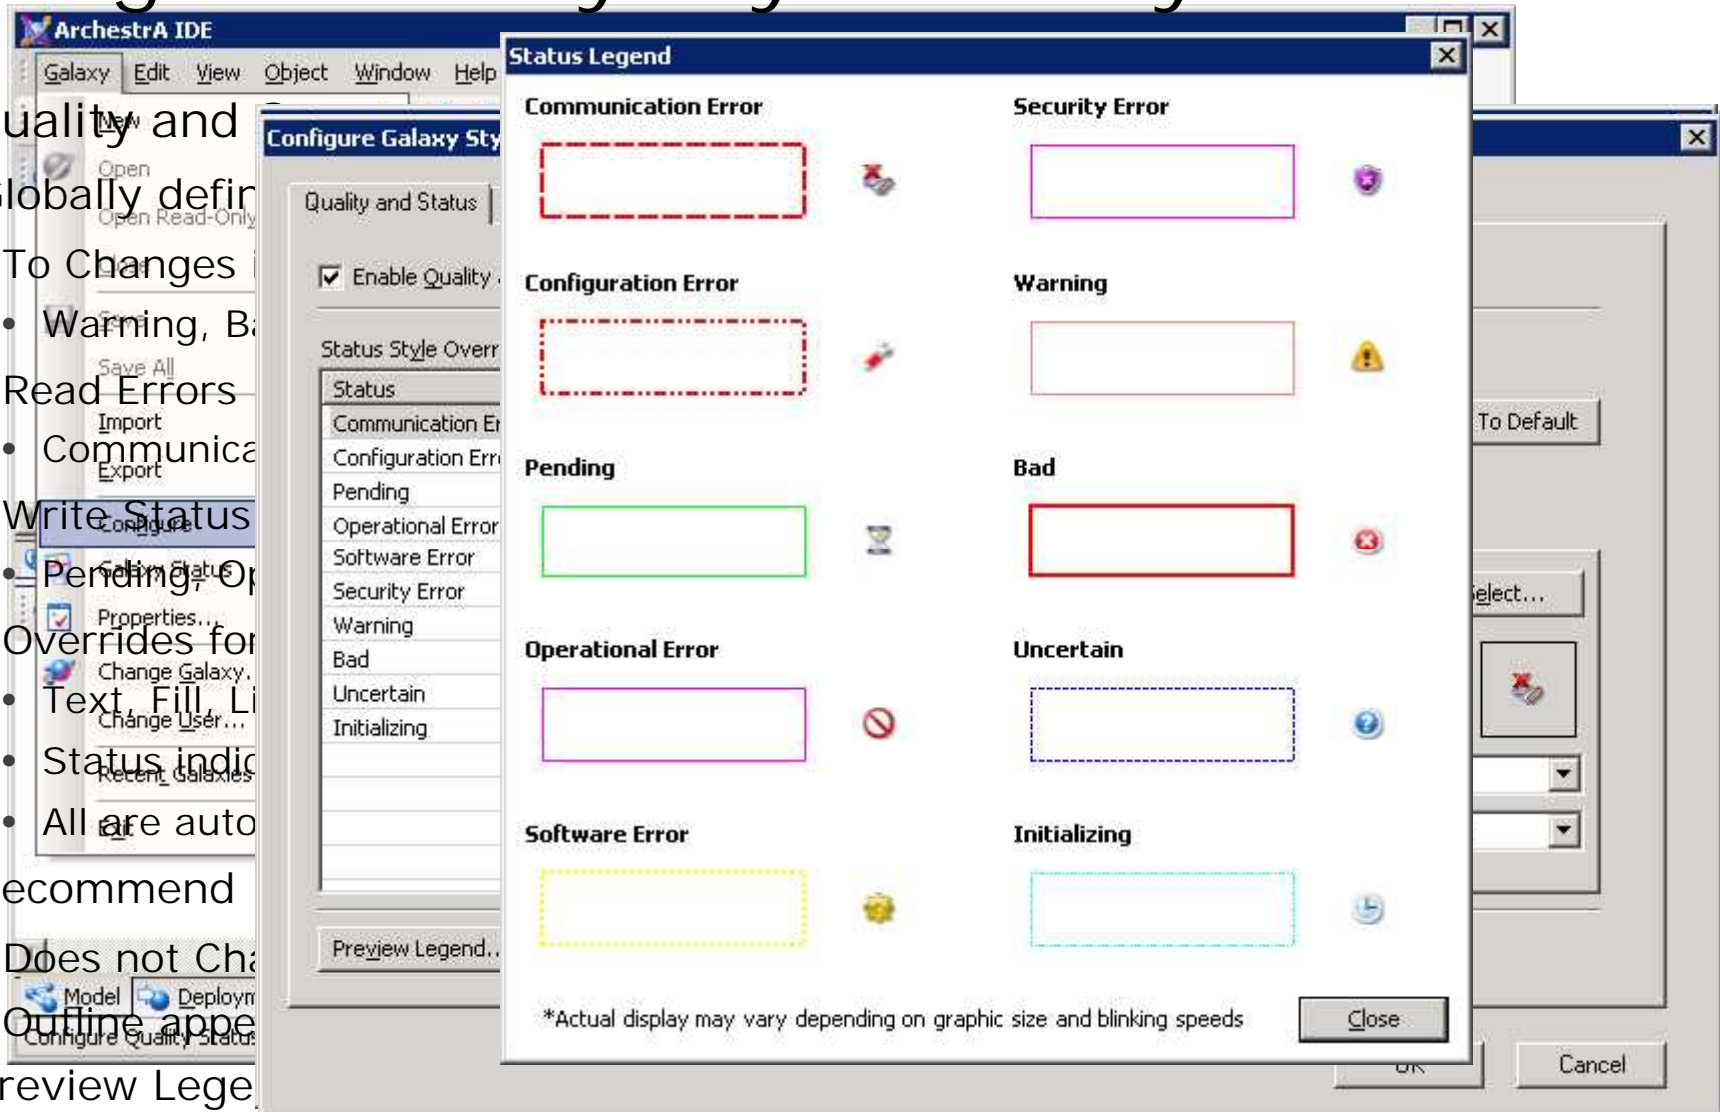 ArchestrA IDE
Galaxy Edit View Object Window Help
New
Open
Open Read-Only
Close
Save
Save All
Import
Export
Configure
Galaxy Status
Properties...
Change Galaxy.
Change User...
Recent Galaxies
Exit
Model Deploym
Configure Quality Status
uality and
lobally defin
To Changes i
• Warning, Ba
Read Errors
• Communica
Write Status
• Pending, Op
Overrides for
• Text, Fill, Li
• Status indic
• All are auto
ecommend
Does not Cha
Outline appe
review Lege
Configure Galaxy Sty
Quality and Status
Enable Quality
Status Style Overr
Status
Communication Er
Configuration Erro
Pending
Operational Error
Software Error
Security Error
Warning
Bad
Uncertain
Initializing
Preview Legend..
To Default
Select...
OK
Cancel
Status Legend
Communication Error
Security Error
Configuration Error
Warning
Pending
Bad
Operational Error
Uncertain
Software Error
Initializing
*Actual display may vary depending on graphic size and blinking speeds
Close